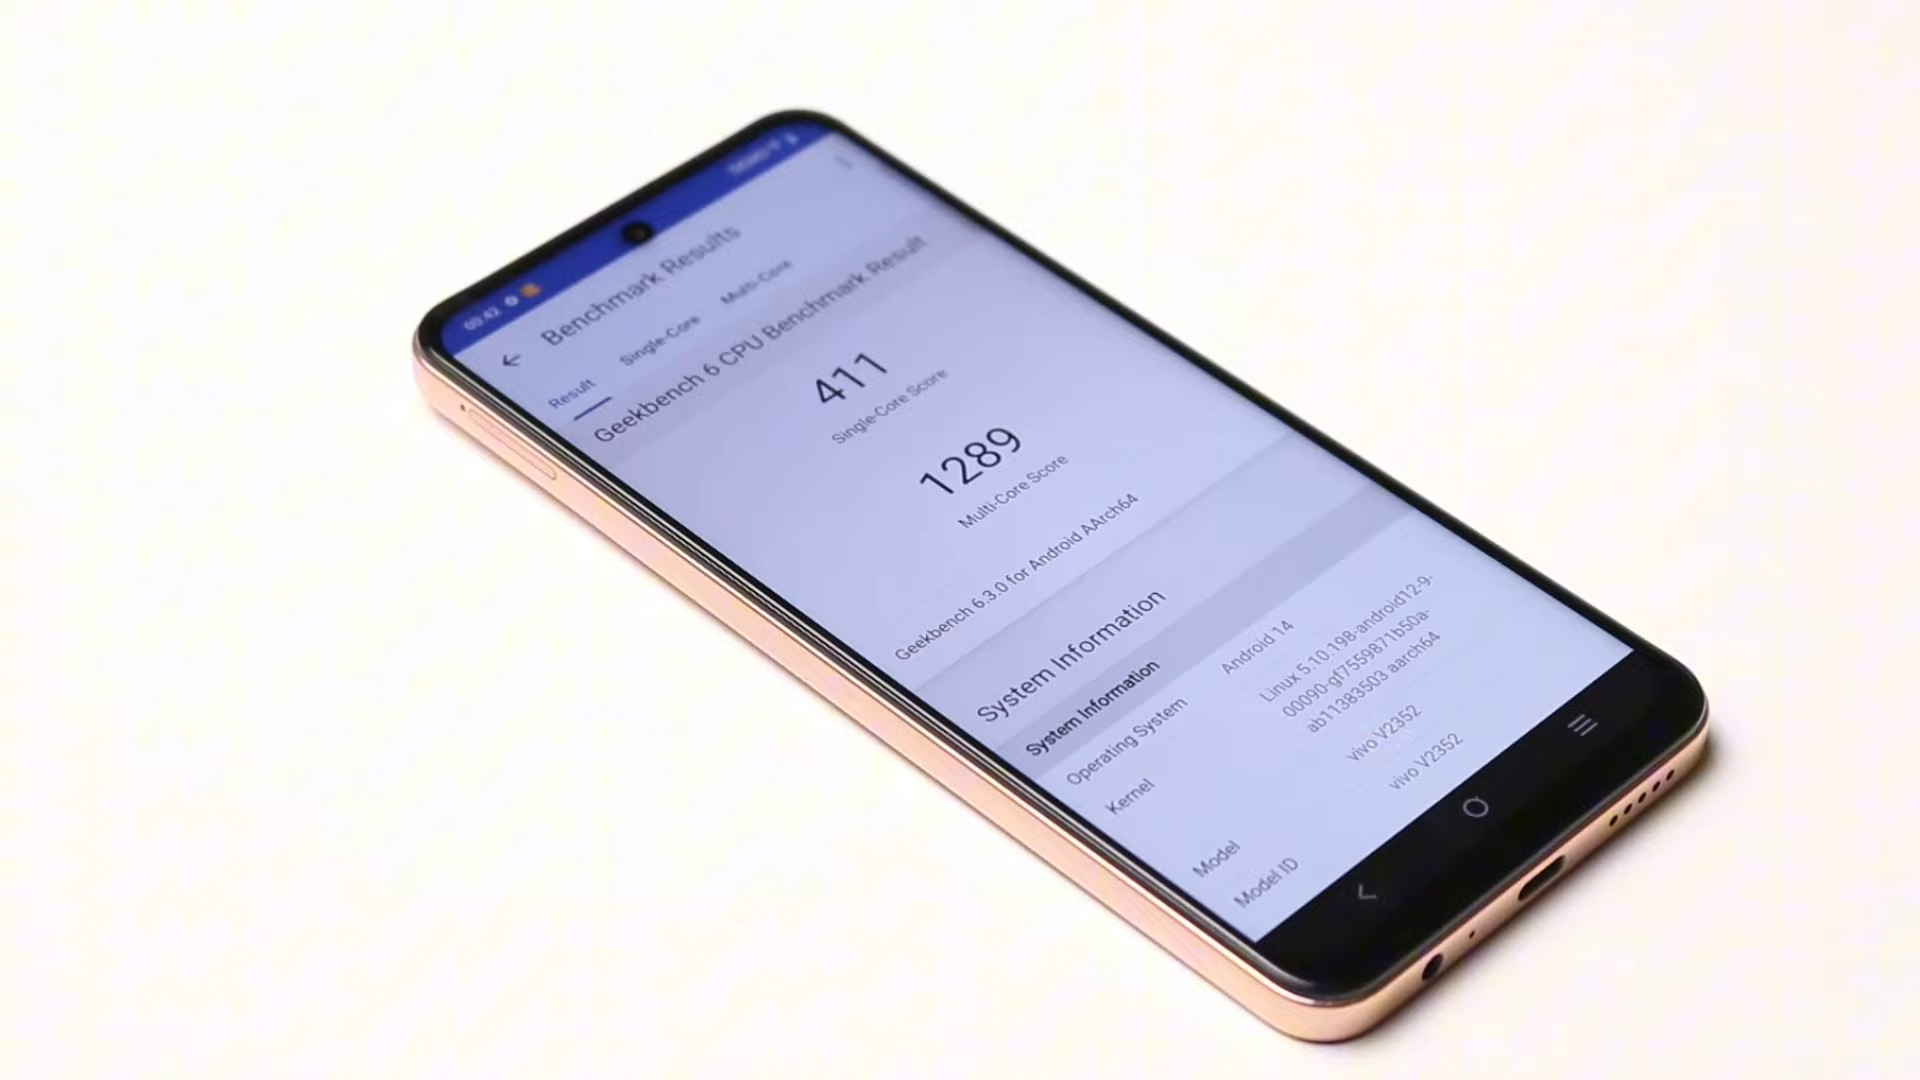 00:42
Benchmark Results
Result Single-Core Multi-Core
Geekbench 6 CPU Benchmark Result
411
Single-Core Score
1289
Multi-Core Score
Geekbench 6.3.0 for Android AArch64
System Information
System Information
Operating System Android 14
Kernel Linux 5.10.198-android12-9-
00090-gf7559871b50a-
ab11383503 aarch64
Model vivo V2352
Model ID vivo V2352